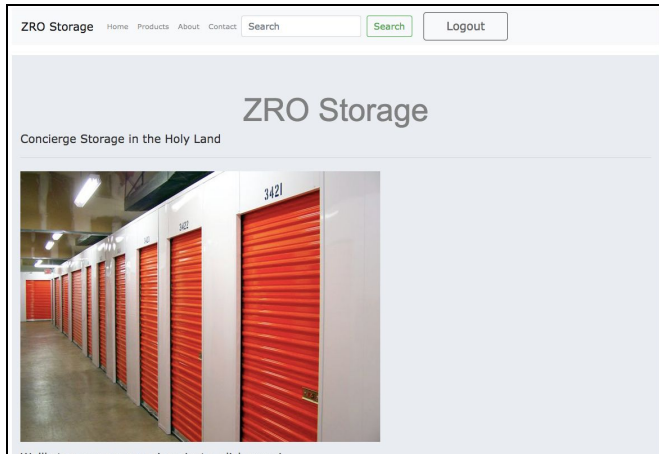 ZRO Storage Home Products About Contact Search Search Logout
ZRO Storage
Concierge Storage in the Holy Land
3421
3422